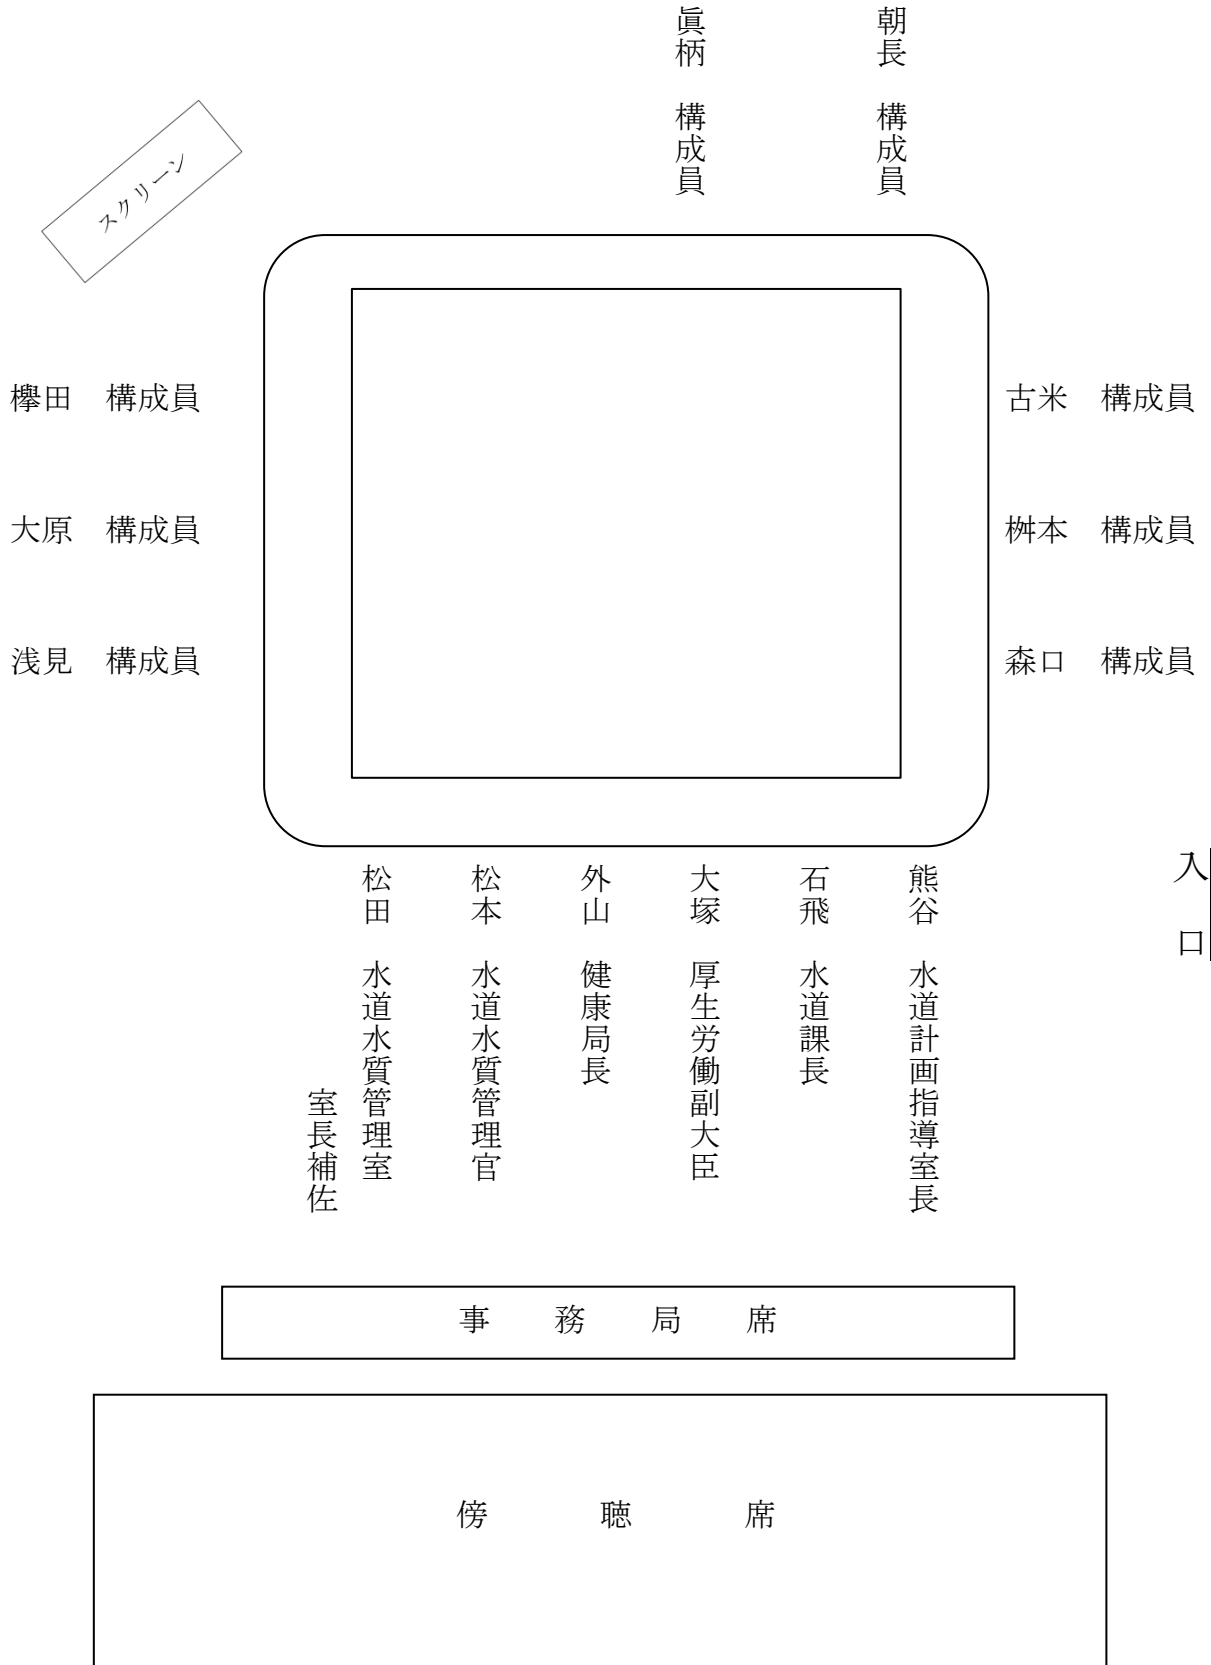 朝長　構成員
眞柄　構成員
スクリーン
欅田　構成員
古米　構成員
大原　構成員
桝本　構成員
浅見　構成員
森口　構成員
入口
熊谷　水道計画指導室長
石飛　水道課長
大塚　厚生労働副大臣
外山　健康局長
松本　水道水質管理官
松田　水道水質管理室
室長補佐
事　務　局　席
傍　聴　席